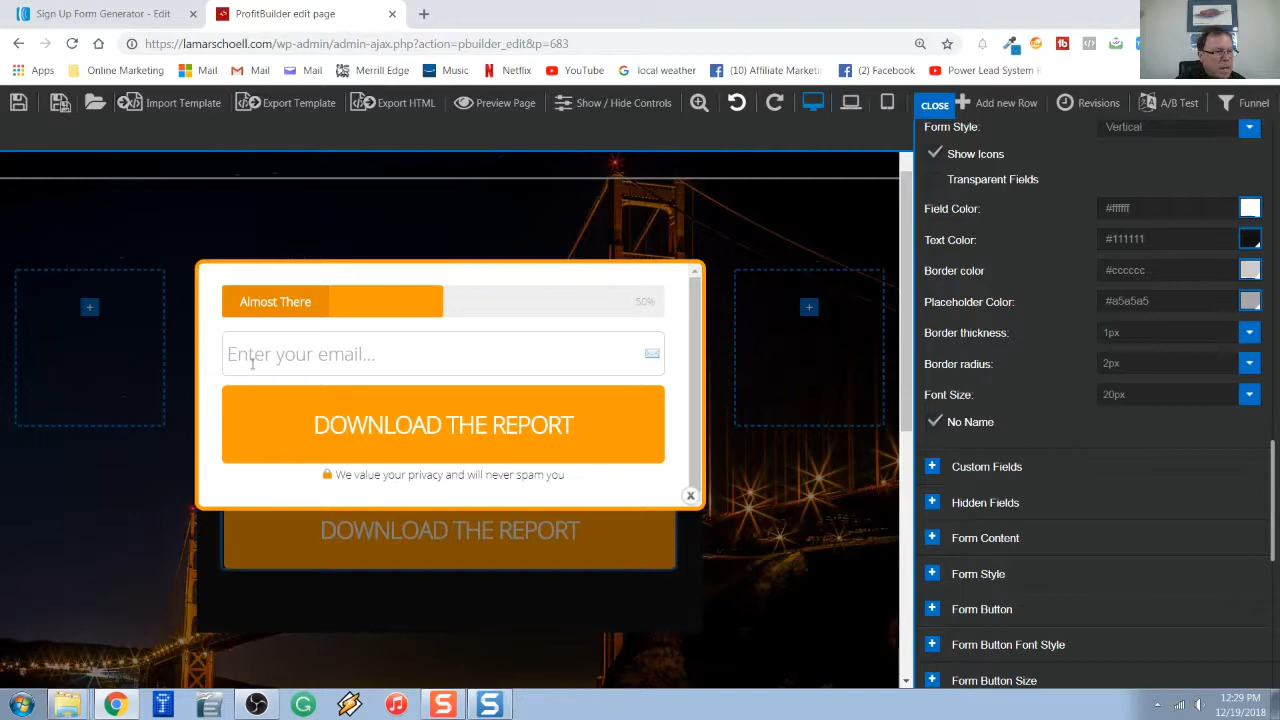 Sign Up Form Generator - Edit
ProfitBuilder edit page
https://lamarschoell.com/wp-admin/admin-ajax.php?action=pbuilder_edit&p=683
Apps Online Marketing Mail Mail Mail Merrill Edge Music Netflix YouTube local weather (10) Affiliate Marketing (2) Facebook Power Lead System
Import Template Export Template Export HTML Preview Page Show / Hide Controls CLOSE Add new Row Revisions A/B Test Funnel
Form Style: Vertical
Show Icons
Transparent Fields
Field Color: #ffffff
Text Color: #111111
Border color #cccccc
Placeholder Color: #a5a5a5
Border thickness: 1px
Border radius: 2px
Font Size: 20px
No Name
Custom Fields
Hidden Fields
Form Content
Form Style
Form Button
Form Button Font Style
Form Button Size
Almost There 50%
Enter your email...
DOWNLOAD THE REPORT
We value your privacy and will never spam you
x
DOWNLOAD THE REPORT
12:29 PM
12/19/2018